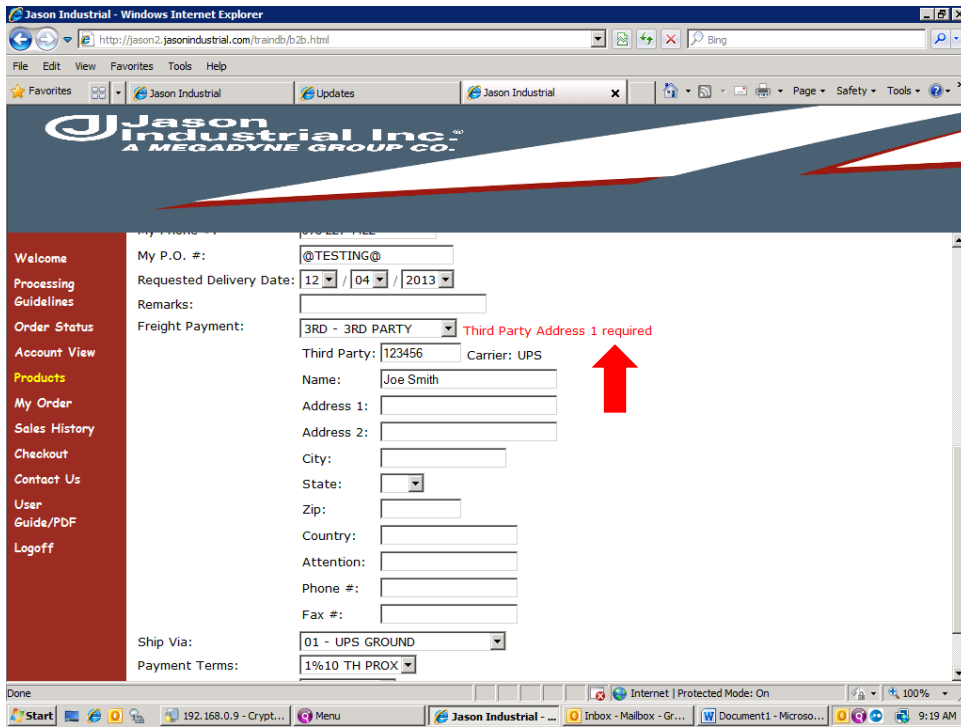 Jason Industrial - Windows Internet Explorer
http://jason2.jasonindustrial.com/traindb/b2b.html
Bing
File Edit View Favorites Tools Help
Favorites
Jason Industrial
Updates
Jason Industrial
Page Safety Tools
Jason
Industrial Inc.®
A MEGADYNE GROUP CO.
Welcome
Processing
Guidelines
Order Status
Account View
Products
My Order
Sales History
Checkout
Contact Us
User
Guide/PDF
Logoff
My Phone #:
My P.O. #: @TESTING@
Requested Delivery Date: 12 / 04 / 2013
Remarks:
Freight Payment: 3RD - 3RD PARTY Third Party Address 1 required
Third Party: 123456 Carrier: UPS
Name: Joe Smith
Address 1:
Address 2:
City:
State:
Zip:
Country:
Attention:
Phone #:
Fax #:
Ship Via: 01 - UPS GROUND
Payment Terms: 1%10 TH PROX
Done
Internet | Protected Mode: On
100%
Start
192.168.0.9 - Crypt...
Menu
Jason Industrial - ...
Inbox - Mailbox - Gr...
Document1 - Microso...
9:19 AM